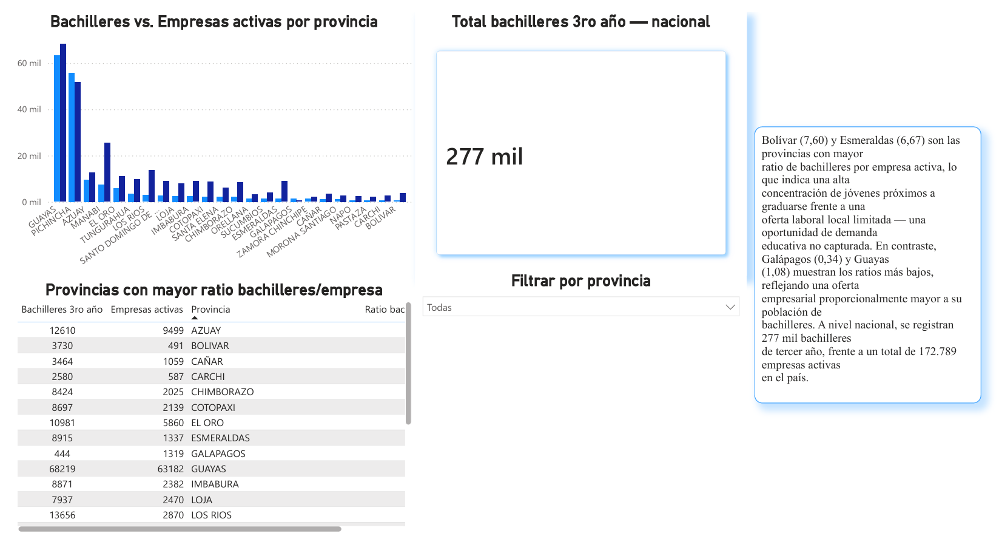 Bachilleres vs. Empresas activas por provincia
60 mil
40 mil
20 mil
0 mil
GUAYAS
PICHINCHA
AZUAY
MANABI
EL ORO
TUNGURAHUA
LOS RIOS
SANTO DOMINGO DE ...
LOJA
IMBABURA
COTOPAXI
SANTA ELENA
CHIMBORAZO
ORELLANA
SUCUMBIOS
ESMERALDAS
GALAPAGOS
ZAMORA CHINCHIPE
CAÑAR
MORONA SANTIAGO
NAPO
PASTAZA
CARCHI
BOLIVAR
Total bachilleres 3ro año — nacional
277 mil
Filtrar por provincia
Todas
Provincias con mayor ratio bachilleres/empresa
Bachilleres 3ro año Empresas activas Provincia Ratio bac
12610 9499 AZUAY
3730 491 BOLIVAR
3464 1059 CAÑAR
2580 587 CARCHI
8424 2025 CHIMBORAZO
8697 2139 COTOPAXI
10981 5860 EL ORO
8915 1337 ESMERALDAS
444 1319 GALAPAGOS
68219 63182 GUAYAS
8871 2382 IMBABURA
7937 2470 LOJA
13656 2870 LOS RIOS
Bolívar (7,60) y Esmeraldas (6,67) son las
provincias con mayor
ratio de bachilleres por empresa activa, lo
que indica una alta
concentración de jóvenes próximos a
graduarse frente a una
oferta laboral local limitada — una
oportunidad de demanda
educativa no capturada. En contraste,
Galápagos (0,34) y Guayas
(1,08) muestran los ratios más bajos,
reflejando una oferta
empresarial proporcionalmente mayor a su
población de
bachilleres. A nivel nacional, se registran
277 mil bachilleres
de tercer año, frente a un total de 172.789
empresas activas
en el país.